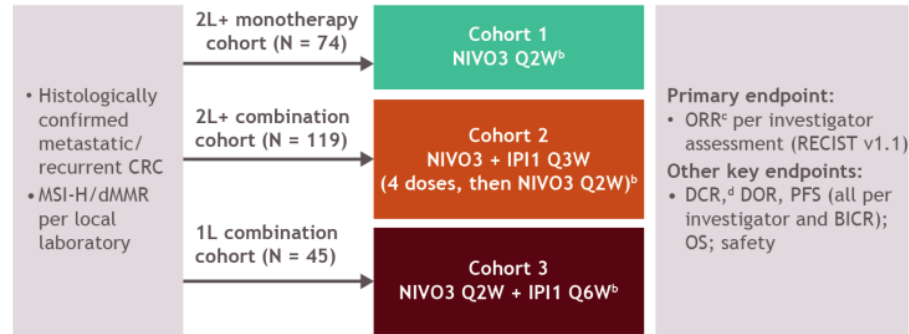 • Histologically
confirmed
metastatic/
recurrent CRC
• MSI-H/dMMR
per local
laboratory
2L+ monotherapy
cohort (N = 74)
2L+ combination
cohort (N = 119)
1L combination
cohort (N = 45)
Cohort 1
NIVO3 Q2Wᵇ
Cohort 2
NIVO3 + IPI1 Q3W
(4 doses, then NIVO3 Q2W)ᵇ
Cohort 3
NIVO3 Q2W + IPI1 Q6Wᵇ
Primary endpoint:
• ORRᶜ per investigator
assessment (RECIST v1.1)
Other key endpoints:
• DCR,ᵈ DOR, PFS (all per
investigator and BICR);
OS; safety